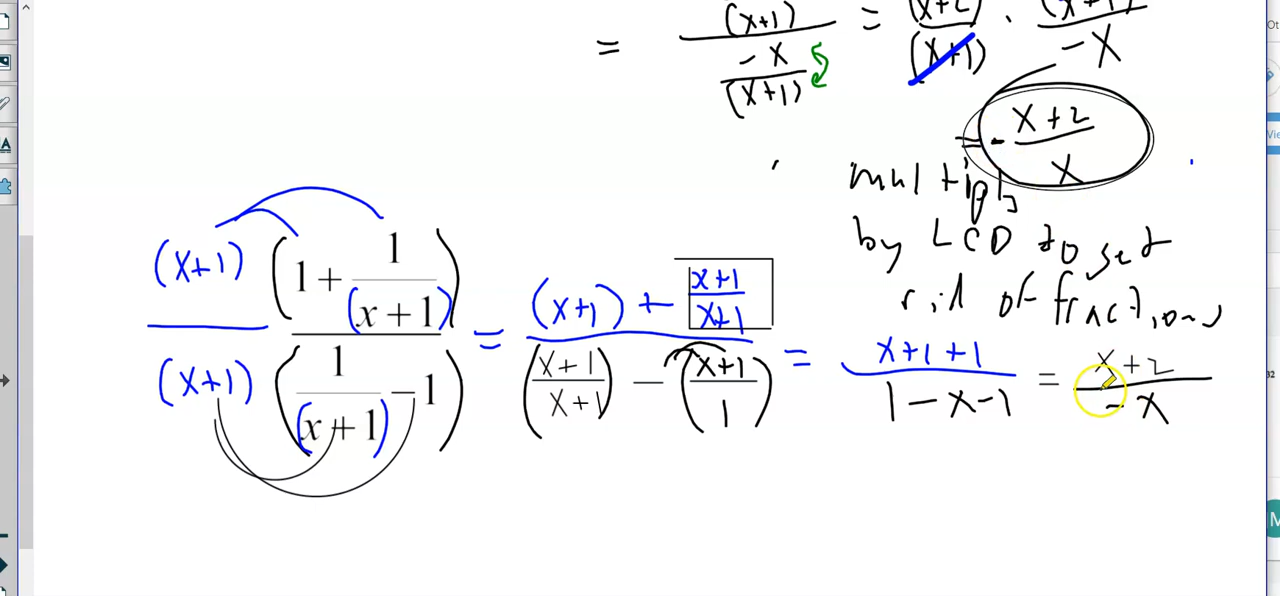 = (x+1) / (-x / (x+1)) = (x+2) / (x+1) · (x+1) / -x
= - (x+2) / x
multiply
by LCD to get
rid of fractions
(x+1) (1 + 1 / (x+1)) / (x+1) (1 / (x+1) - 1) = ((x+1) + (x+1) / (x+1)) / ((x+1 / x+1) - (x+1 / 1)) = (x+1+1) / (1-x-1) = (x+2) / (-x)